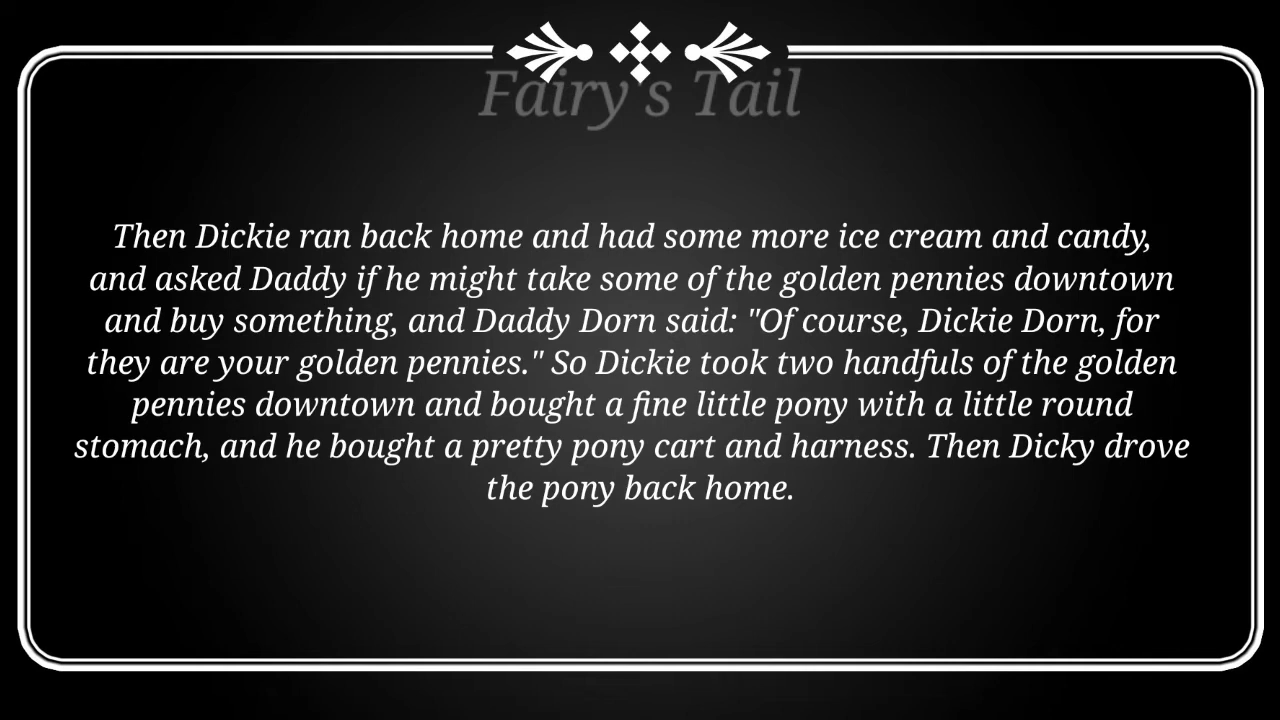 Fairy's Tail
Then Dickie ran back home and had some more ice cream and candy,
and asked Daddy if he might take some of the golden pennies downtown
and buy something, and Daddy Dorn said: "Of course, Dickie Dorn, for
they are your golden pennies." So Dickie took two handfuls of the golden
pennies downtown and bought a fine little pony with a little round
stomach, and he bought a pretty pony cart and harness. Then Dicky drove
the pony back home.